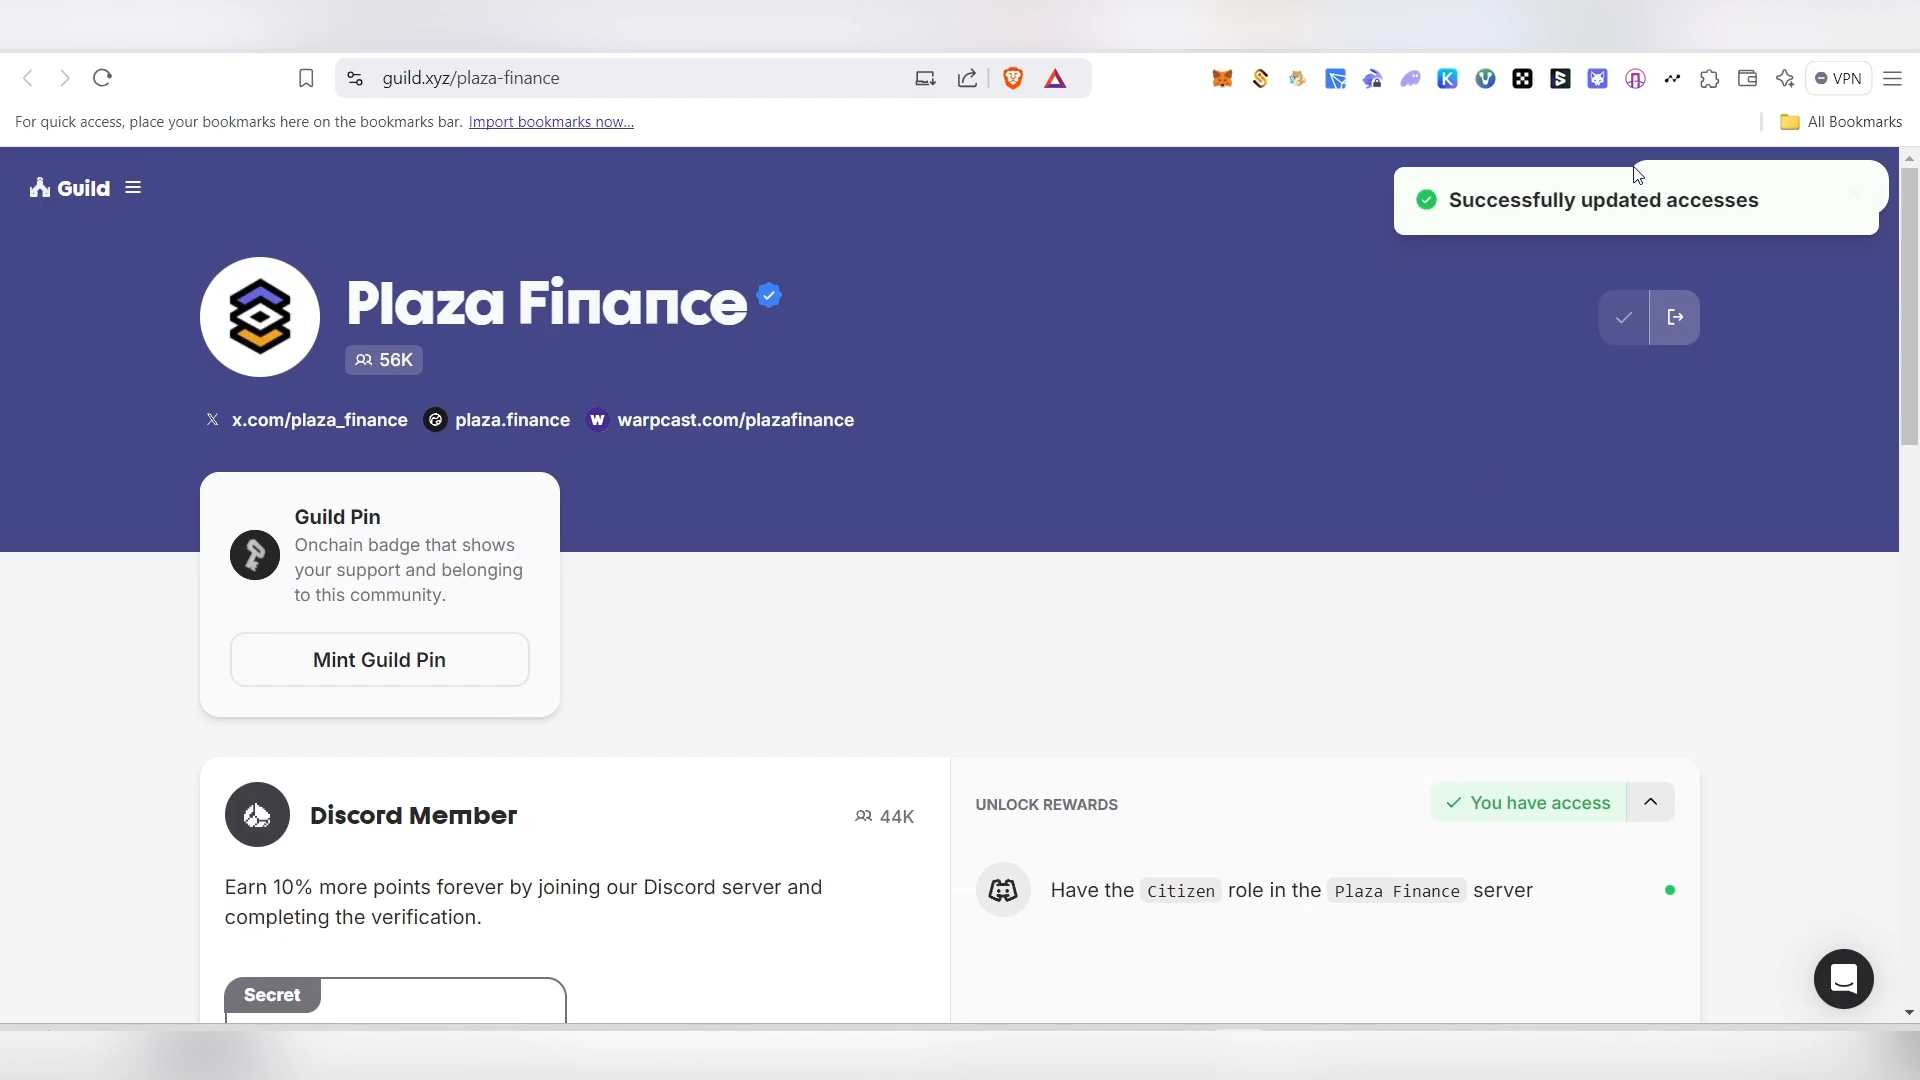 guild.xyz/plaza-finance
VPN
For quick access, place your bookmarks here on the bookmarks bar. Import bookmarks now...
All Bookmarks
Guild
Successfully updated accesses
Plaza Finance
56K
x.com/plaza_finance
plaza.finance
warpcast.com/plazafinance
Guild Pin
Onchain badge that shows
your support and belonging
to this community.
Mint Guild Pin
Discord Member
44K
Earn 10% more points forever by joining our Discord server and
completing the verification.
Secret
UNLOCK REWARDS
You have access
Have the Citizen role in the Plaza Finance server